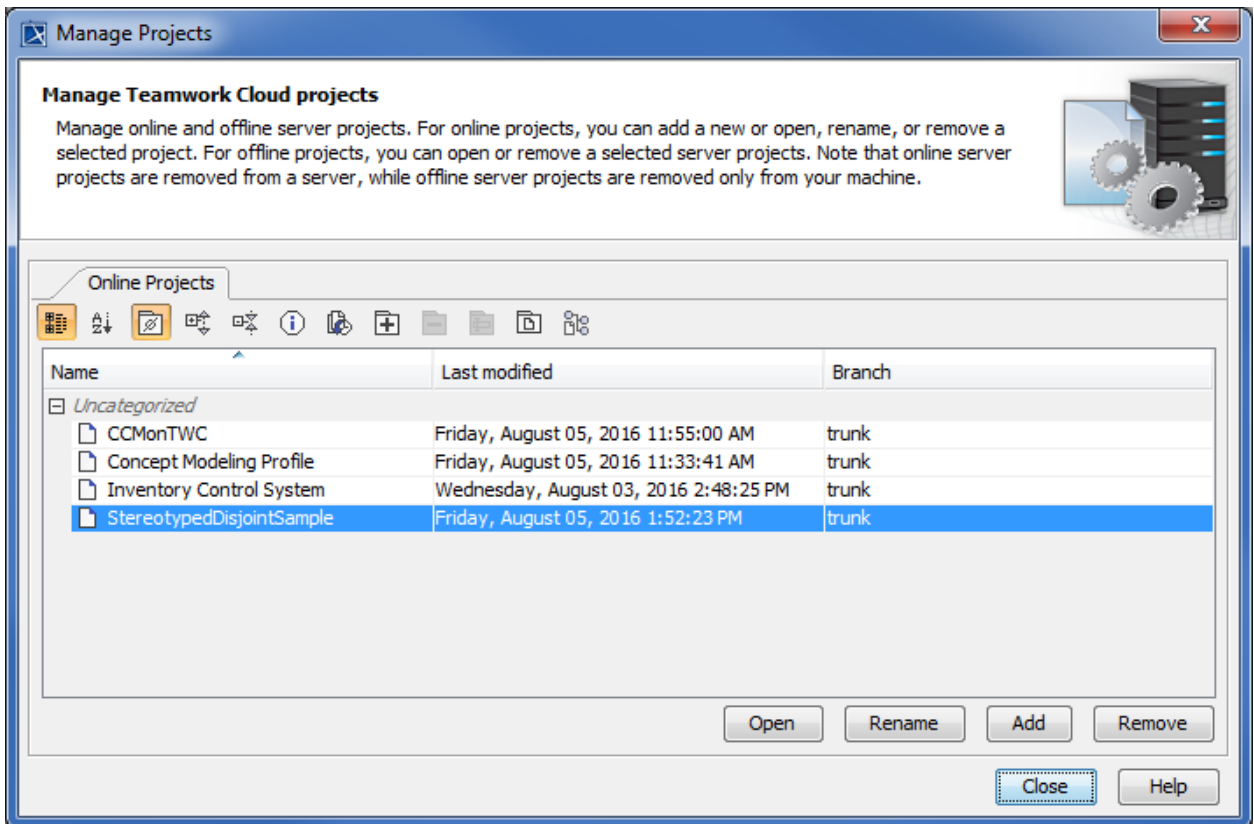 Manage Projects
Manage Teamwork Cloud projects
Manage online and offline server projects. For online projects, you can add a new or open, rename, or remove a
selected project. For offline projects, you can open or remove a selected server projects. Note that online server
projects are removed from a server, while offline server projects are removed only from your machine.
Online Projects
Name Last modified Branch
Uncategorized
CCMonTWC Friday, August 05, 2016 11:55:00 AM trunk
Concept Modeling Profile Friday, August 05, 2016 11:33:41 AM trunk
Inventory Control System Wednesday, August 03, 2016 2:48:25 PM trunk
StereotypedDisjointSample Friday, August 05, 2016 1:52:23 PM trunk
Open Rename Add Remove
Close Help